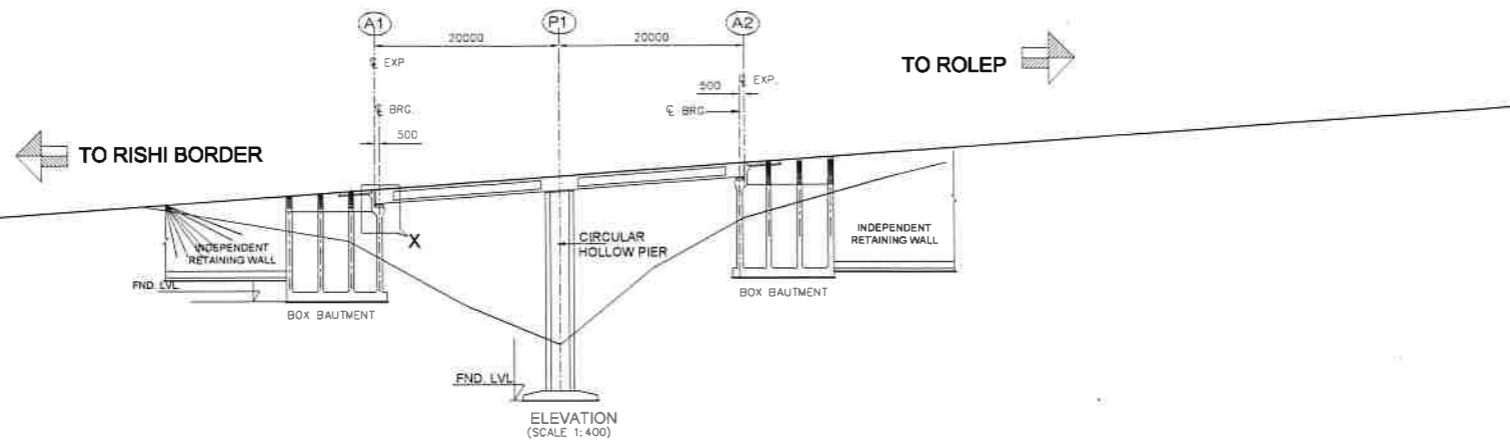 A1
P1
A2
20000
20000
℄ EXP
℄ EXP.
500
℄ BRG.
℄ BRG.
500
TO ROLEP
TO RISHI BORDER
X
INDEPENDENT
RETAINING WALL
CIRCULAR
HOLLOW PIER
INDEPENDENT
RETAINING WALL
FND. LVL
BOX BAUTMENT
BOX BAUTMENT
FND. LVL
ELEVATION
(SCALE 1:400)